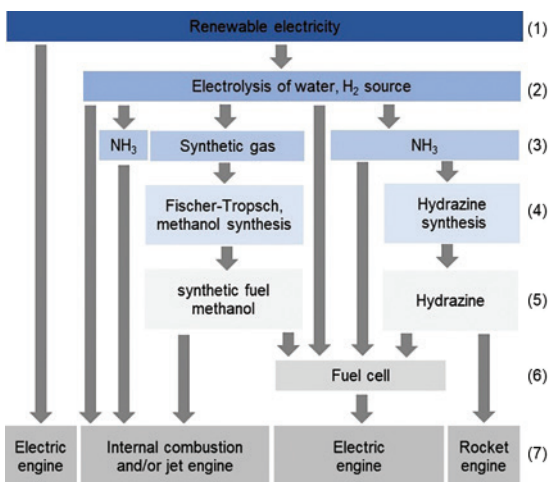 Renewable electricity (1)
Electrolysis of water, H₂ source (2)
NH₃ Synthetic gas NH₃ (3)
Fischer-Tropsch, Hydrazine (4)
methanol synthesis synthesis
synthetic fuel Hydrazine (5)
methanol
Fuel cell (6)
Electric Internal combustion Electric Rocket (7)
engine and/or jet engine engine engine